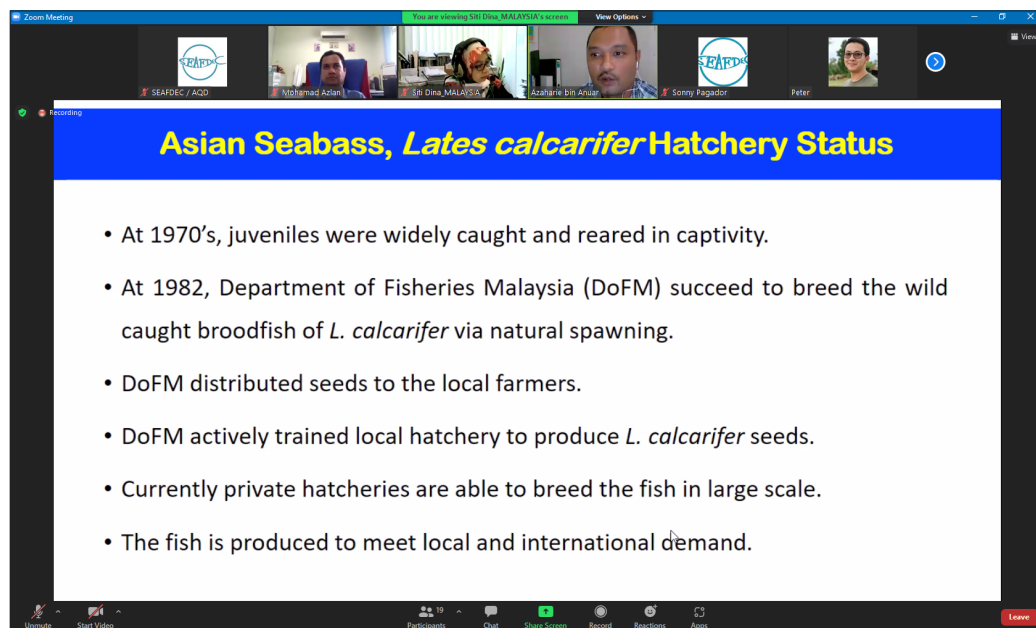 Zoom Meeting
You are viewing Siti Dina_MALAYSIA's screen
View Options
View
SEAFDEC
SEAFDEC / AQD
Mohamad Azlan
Siti Dina_MALAYSIA
Azaharie bin Anuar
SEAFDEC
Sonny Pagador
Peter
Recording
Asian Seabass, Lates calcarifer Hatchery Status
• At 1970's, juveniles were widely caught and reared in captivity.
• At 1982, Department of Fisheries Malaysia (DoFM) succeed to breed the wild
caught broodfish of L. calcarifer via natural spawning.
• DoFM distributed seeds to the local farmers.
• DoFM actively trained local hatchery to produce L. calcarifer seeds.
• Currently private hatcheries are able to breed the fish in large scale.
• The fish is produced to meet local and international demand.
Unmute
Start Video
19
Participants
Chat
Share Screen
Record
Reactions
Apps
Leave